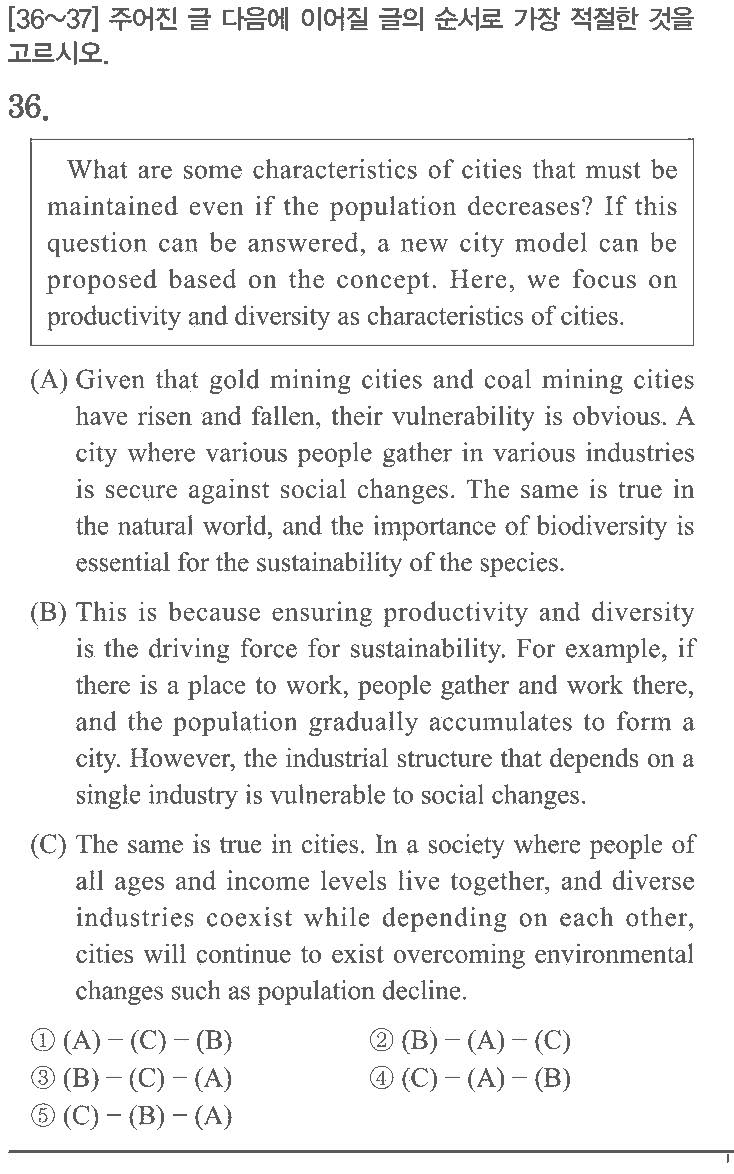 [36~37] 주어진 글 다음에 이어질 글의 순서로 가장 적절한 것을
고르시오.
36.
What are some characteristics of cities that must be
maintained even if the population decreases? If this
question can be answered, a new city model can be
proposed based on the concept. Here, we focus on
productivity and diversity as characteristics of cities.
(A) Given that gold mining cities and coal mining cities
have risen and fallen, their vulnerability is obvious. A
city where various people gather in various industries
is secure against social changes. The same is true in
the natural world, and the importance of biodiversity is
essential for the sustainability of the species.
(B) This is because ensuring productivity and diversity
is the driving force for sustainability. For example, if
there is a place to work, people gather and work there,
and the population gradually accumulates to form a
city. However, the industrial structure that depends on a
single industry is vulnerable to social changes.
(C) The same is true in cities. In a society where people of
all ages and income levels live together, and diverse
industries coexist while depending on each other,
cities will continue to exist overcoming environmental
changes such as population decline.
① (A) - (C) - (B) ② (B) - (A) - (C)
③ (B) - (C) - (A) ④ (C) - (A) - (B)
⑤ (C) - (B) - (A)